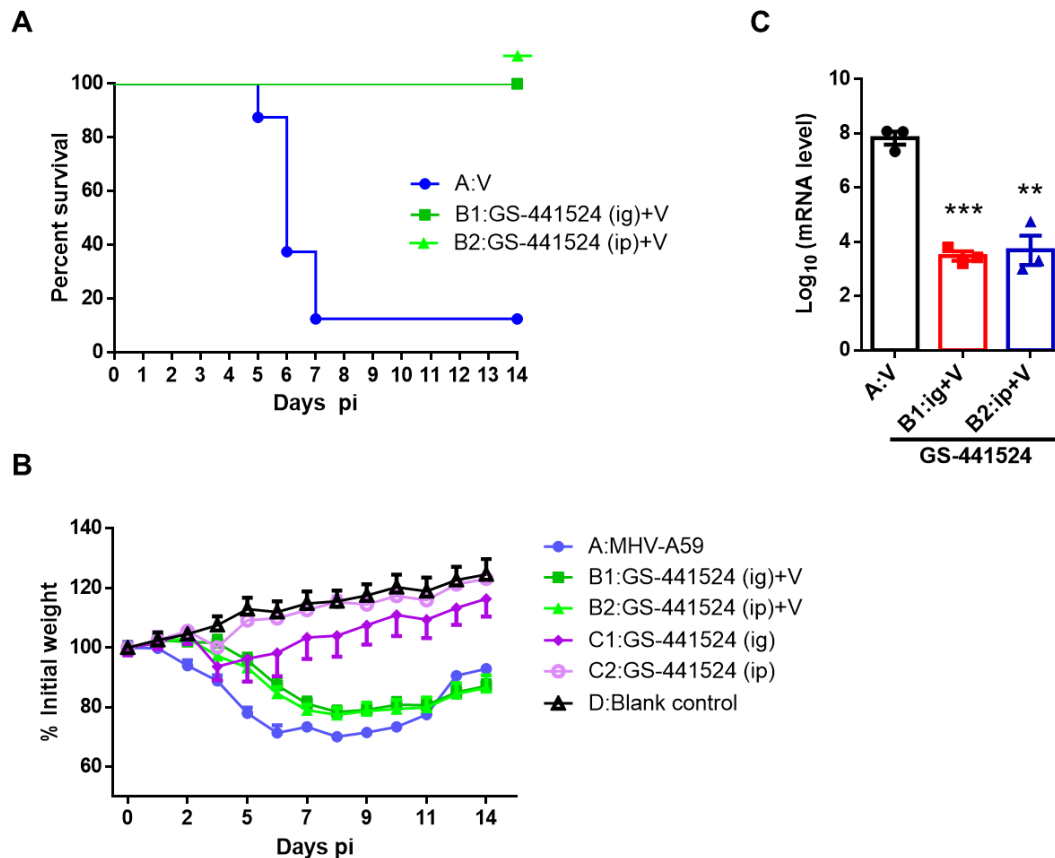 A
Percent survival
100
80
60
40
20
0
0 1 2 3 4 5 6 7 8 9 10 11 12 13 14
Days pi
A:V
B1:GS-441524 (ig)+V
B2:GS-441524 (ip)+V
C
Log10 (mRNA level)
10
8
6
4
2
0
***
**
A:V
B1:ig+V
B2:ip+V
GS-441524
B
% Initial weight
140
120
100
80
60
0 2 5 7 9 11 14
Days pi
A:MHV-A59
B1:GS-441524 (ig)+V
B2:GS-441524 (ip)+V
C1:GS-441524 (ig)
C2:GS-441524 (ip)
D:Blank control